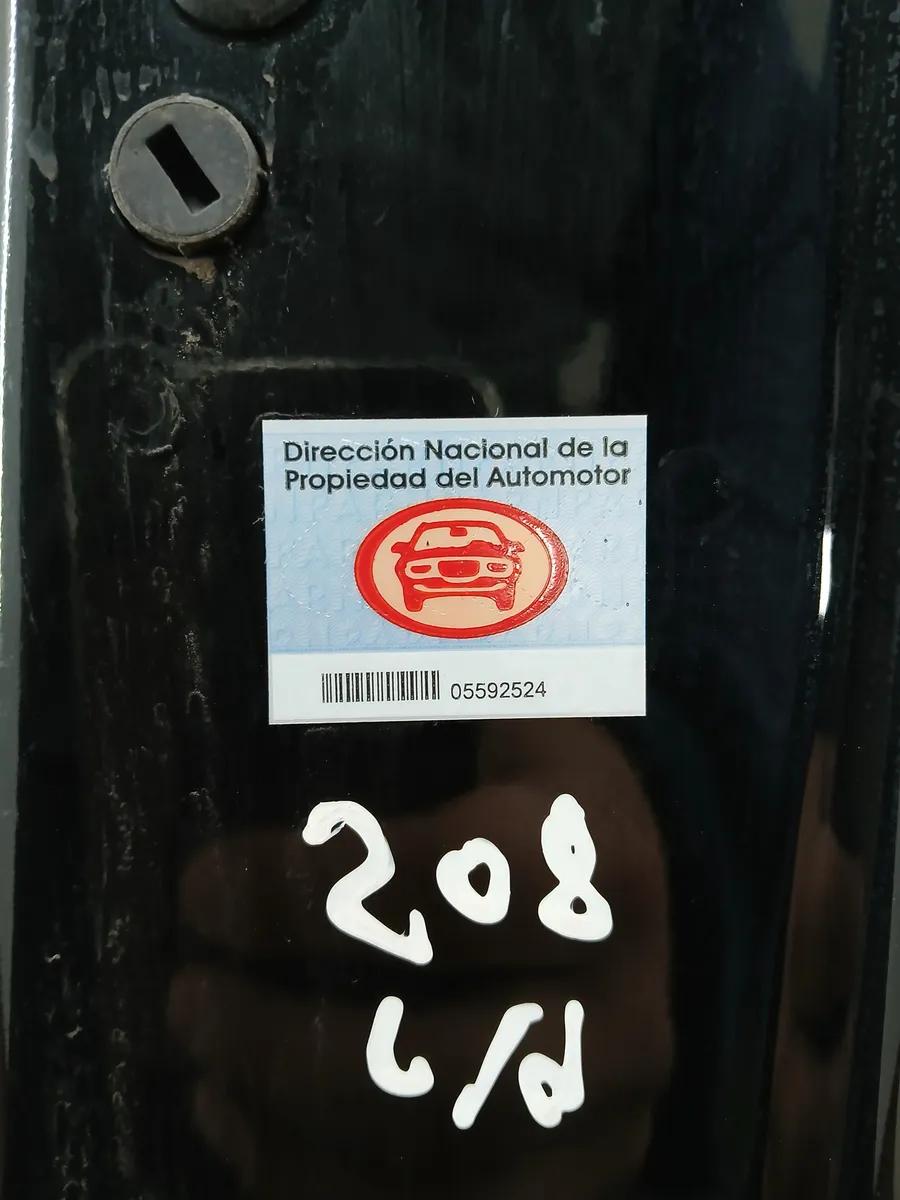 Dirección Nacional de la
Propiedad del Automotor
05592524
208
L/d